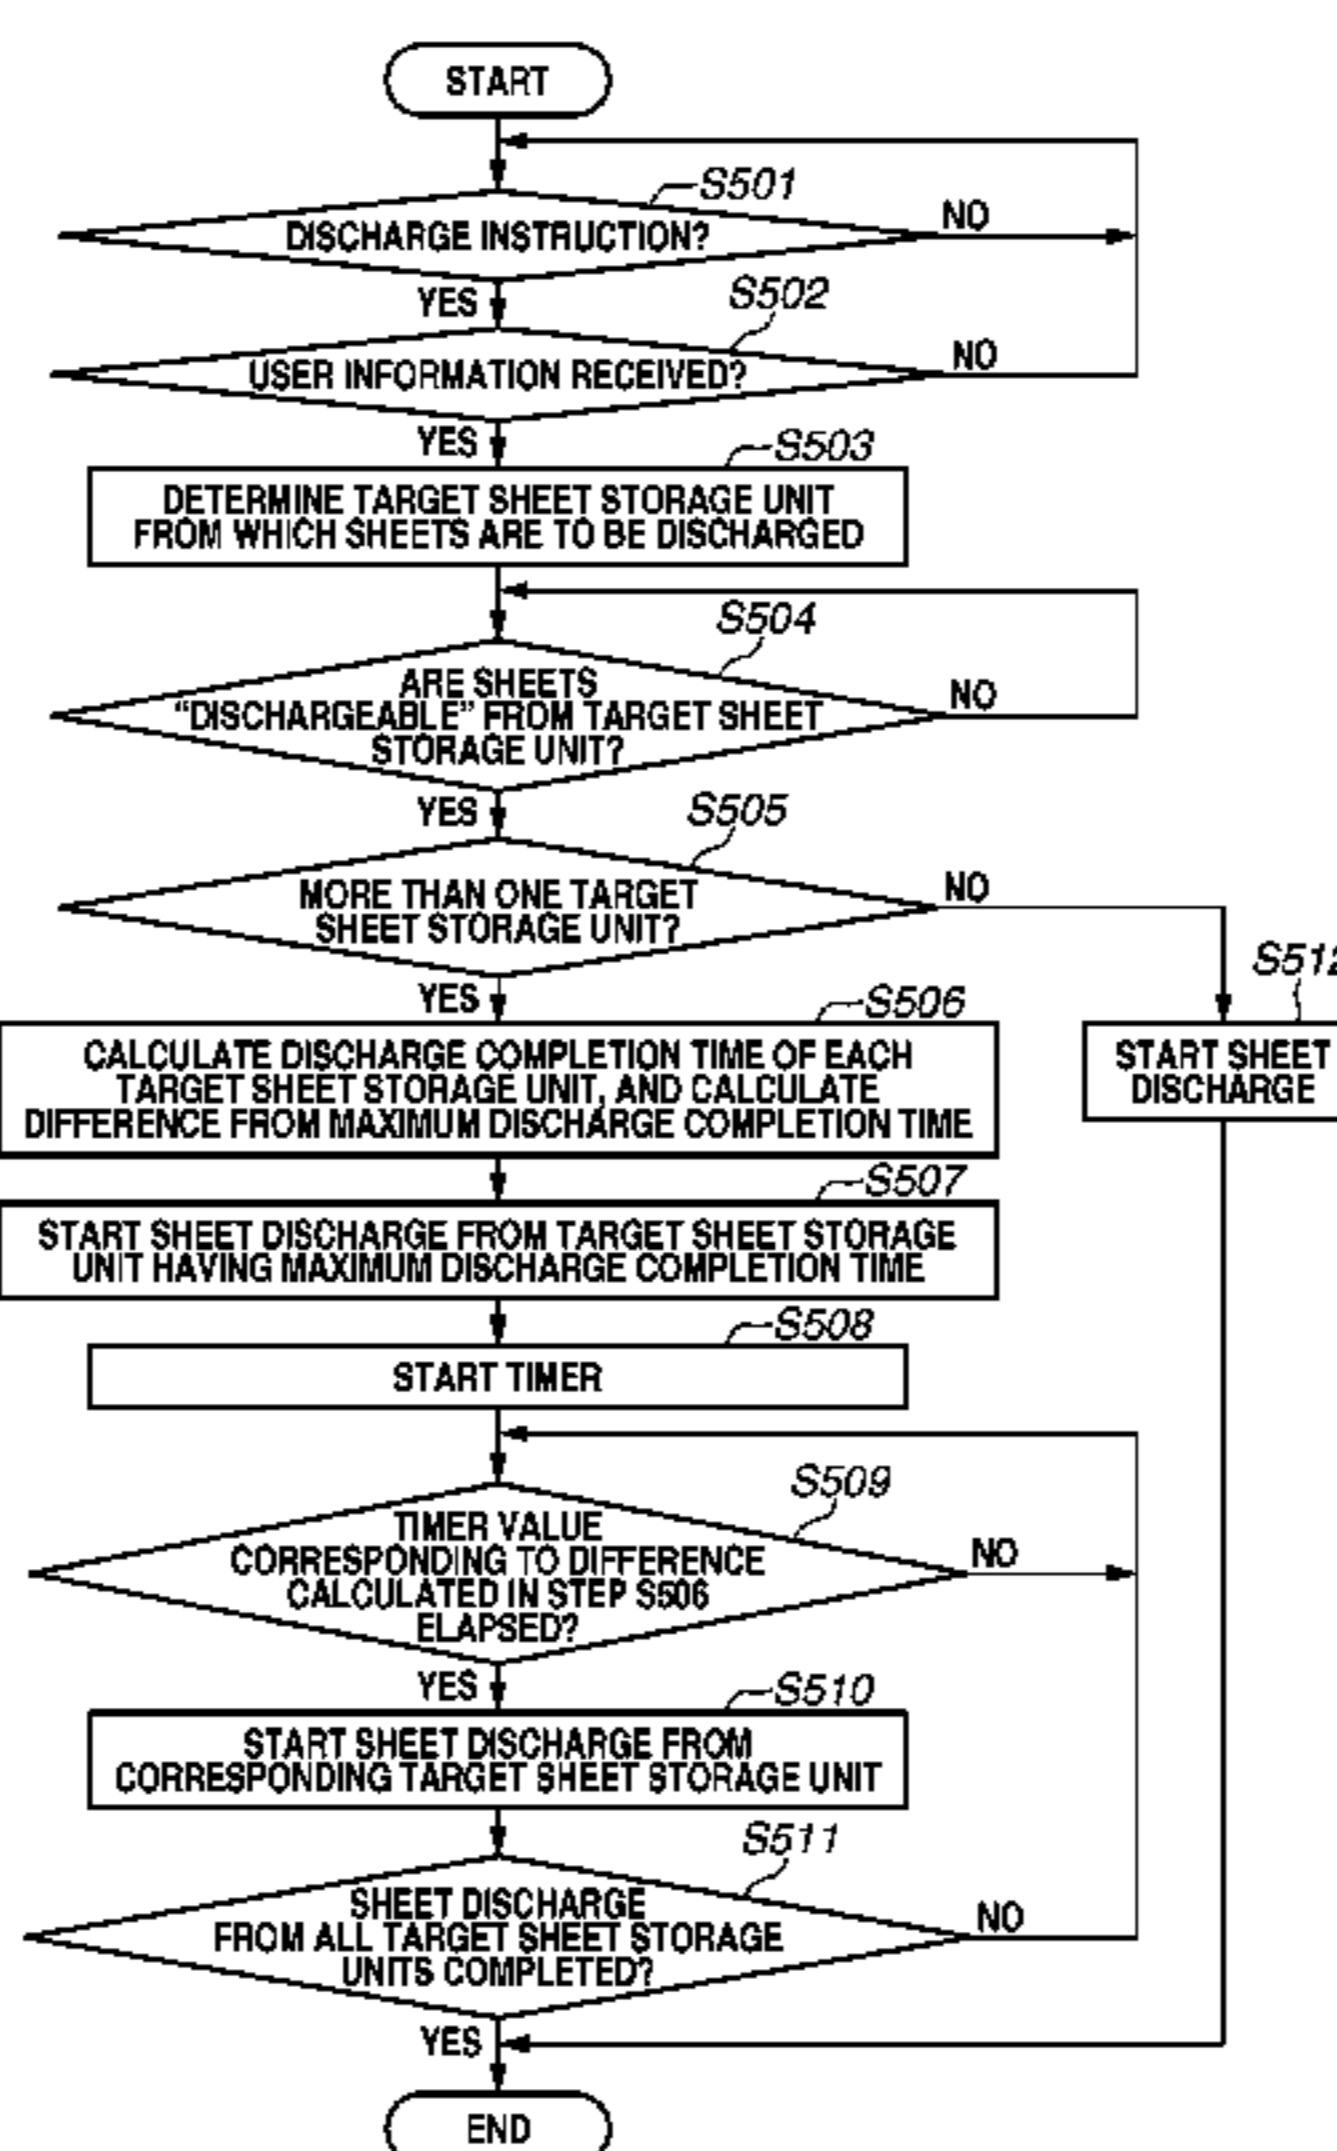 START
S501
DISCHARGE INSTRUCTION?
NO
YES
S502
USER INFORMATION RECEIVED?
NO
YES
S503
DETERMINE TARGET SHEET STORAGE UNIT
FROM WHICH SHEETS ARE TO BE DISCHARGED
S504
ARE SHEETS
“DISCHARGEABLE” FROM TARGET SHEET
STORAGE UNIT?
NO
YES
S505
MORE THAN ONE TARGET
SHEET STORAGE UNIT?
NO
YES
S506
CALCULATE DISCHARGE COMPLETION TIME OF EACH
TARGET SHEET STORAGE UNIT, AND CALCULATE
DIFFERENCE FROM MAXIMUM DISCHARGE COMPLETION TIME
S512
START SHEET
DISCHARGE
S507
START SHEET DISCHARGE FROM TARGET SHEET STORAGE
UNIT HAVING MAXIMUM DISCHARGE COMPLETION TIME
S508
START TIMER
S509
TIMER VALUE
CORRESPONDING TO DIFFERENCE
CALCULATED IN STEP S506
ELAPSED?
NO
YES
S510
START SHEET DISCHARGE FROM
CORRESPONDING TARGET SHEET STORAGE UNIT
S511
SHEET DISCHARGE
FROM ALL TARGET SHEET STORAGE
UNITS COMPLETED?
NO
YES
END